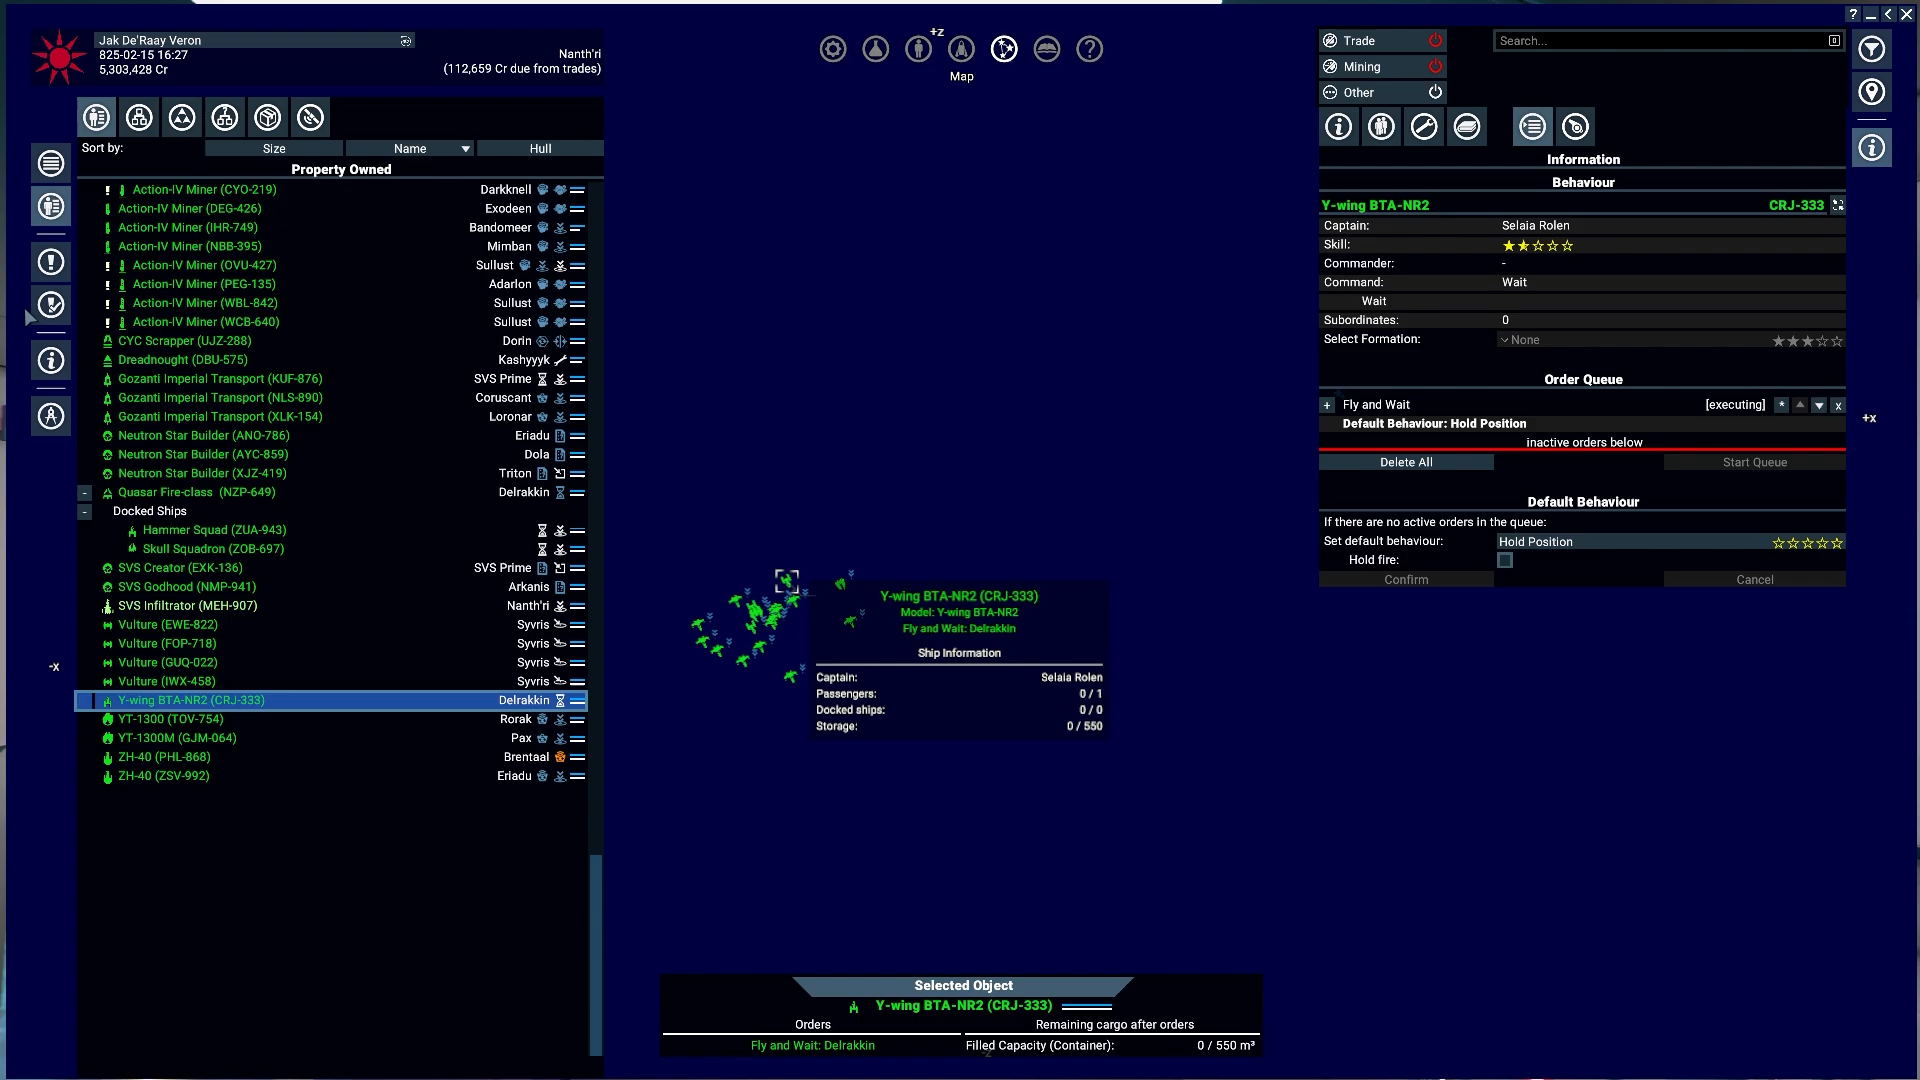 Jak De'Raay Veron
825-02-15 16:27
5,303,428 Cr
Nanth'ri
(112,659 Cr due from trades)
+z
Map
Sort by:
Size
Name
Hull
Property Owned
Action-IV Miner (CYO-219) Darkknell
Action-IV Miner (DEG-426) Exodeen
Action-IV Miner (IHR-749) Bandomeer
Action-IV Miner (NBB-395) Mimban
Action-IV Miner (OVU-427) Sullust
Action-IV Miner (PEG-135) Adarlon
Action-IV Miner (WBL-842) Sullust
Action-IV Miner (WCB-640) Sullust
CYC Scrapper (UJZ-288) Dorin
Dreadnought (DBU-575) Kashyyyk
Gozanti Imperial Transport (KUF-876) SVS Prime
Gozanti Imperial Transport (NLS-890) Coruscant
Gozanti Imperial Transport (XLK-154) Loronar
Neutron Star Builder (ANO-786) Eriadu
Neutron Star Builder (AYC-859) Dola
Neutron Star Builder (XJZ-419) Triton
- Quasar Fire-class (NZP-649) Delrakkin
- Docked Ships
Hammer Squad (ZUA-943)
Skull Squadron (ZOB-697)
SVS Creator (EXK-136) SVS Prime
SVS Godhood (NMP-941) Arkanis
SVS Infiltrator (MEH-907) Nanth'ri
Vulture (EWE-822) Syvris
Vulture (FOP-718) Syvris
Vulture (GUQ-022) Syvris
Vulture (IWX-458) Syvris
Y-wing BTA-NR2 (CRJ-333) Delrakkin
YT-1300 (TOV-754) Rorak
YT-1300M (GJM-064) Pax
ZH-40 (PHL-868) Brentaal
ZH-40 (ZSV-992) Eriadu
-x
Y-wing BTA-NR2 (CRJ-333)
Model: Y-wing BTA-NR2
Fly and Wait: Delrakkin
Ship Information
Captain: Selaia Rolen
Passengers: 0 / 1
Docked ships: 0 / 0
Storage: 0 / 550
Selected Object
Y-wing BTA-NR2 (CRJ-333)
Orders
Remaining cargo after orders
Fly and Wait: Delrakkin
Filled Capacity (Container): 0 / 550 m³
-z
Trade
Mining
Other
Search...
Information
Behaviour
Y-wing BTA-NR2 CRJ-333
Captain: Selaia Rolen
Skill:
Commander: -
Command: Wait
Wait
Subordinates: 0
Select Formation: None
Order Queue
+ Fly and Wait [executing] * x
Default Behaviour: Hold Position
inactive orders below
Delete All
Start Queue
Default Behaviour
If there are no active orders in the queue:
Set default behaviour: Hold Position
Hold fire:
Confirm
Cancel
+x